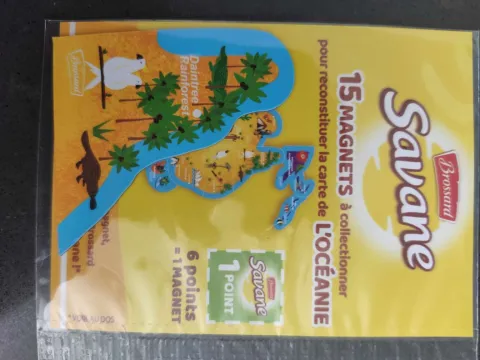 Brossard
Savane
15 MAGNETS à collectionner
pour reconstituer la carte de L'OCÉANIE
Brossard
Savane
1 POINT
6 points
= 1 MAGNET
Daintree
Rainforest
Brossard